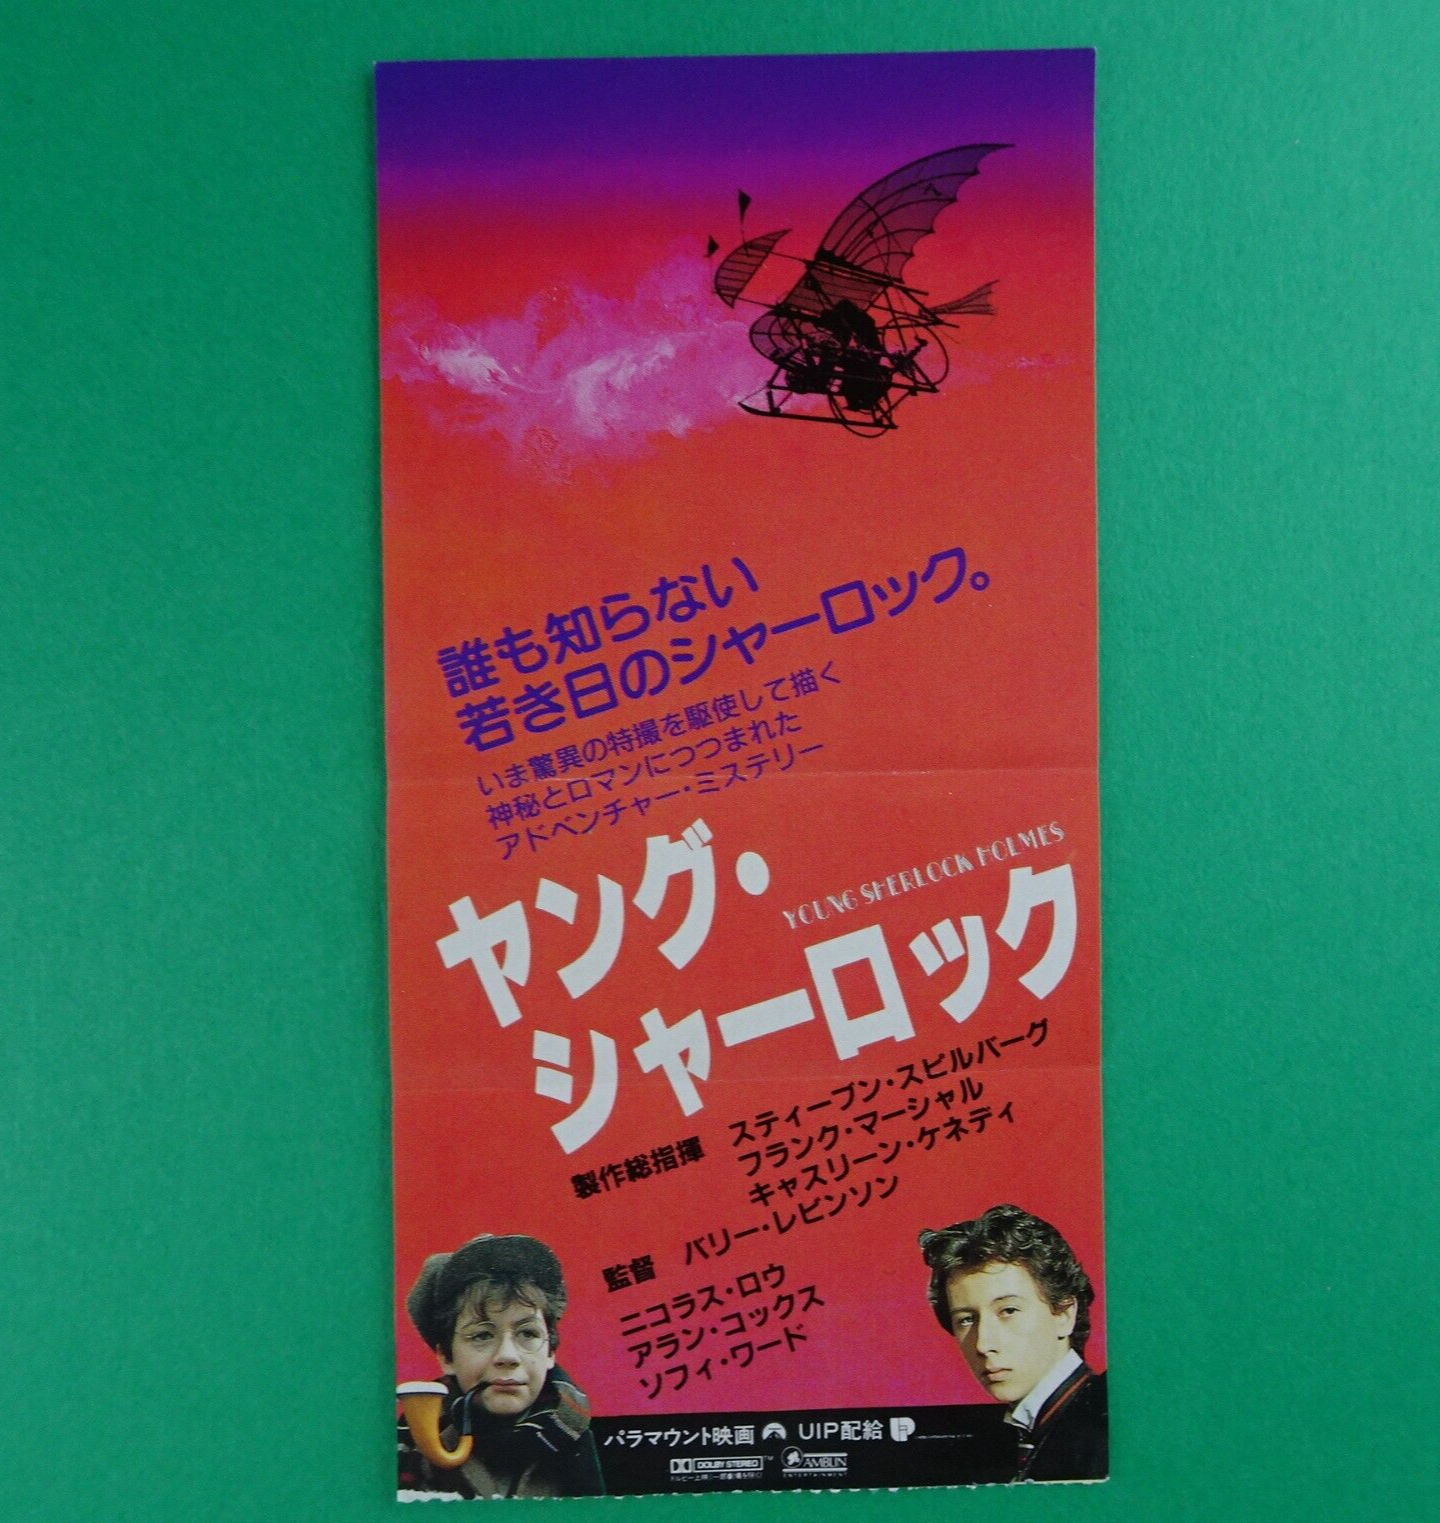 誰も知らない
若き日のシャーロック。
いま驚異の特撮を駆使して描く
神秘とロマンにつつまれた
アドベンチャー・ミステリー
ヤング・
YOUNG SHERLOCK HOLMES
シャーロック
製作総指揮 スティーブン・スピルバーグ
フランク・マーシャル
キャスリーン・ケネディ
監督 バリー・レビンソン
ニコラス・ロウ
アラン・コックス
ソフィ・ワード
パラマウント映画 UIP配給
DOLBY STEREO TM AMBLIN
ENTERTAINMENT